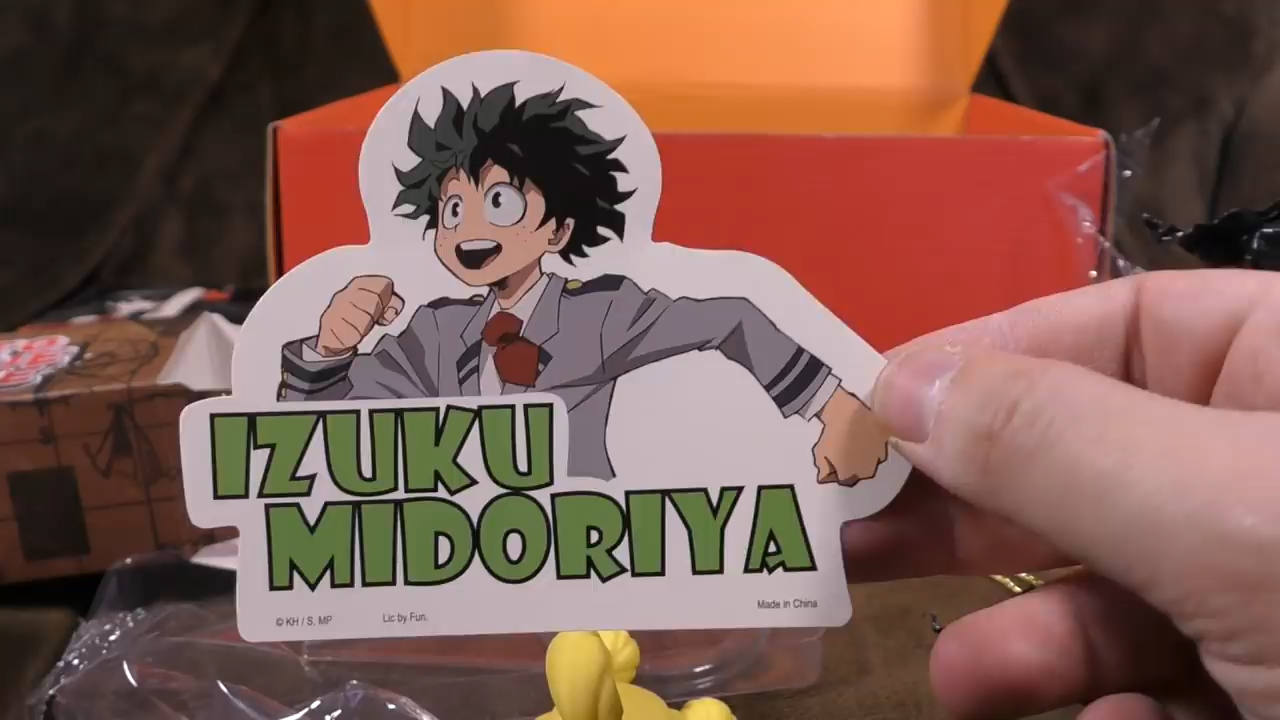 IZUKU
MIDORIYA
© KH / S, MP
Lic by Fun.
Made in China